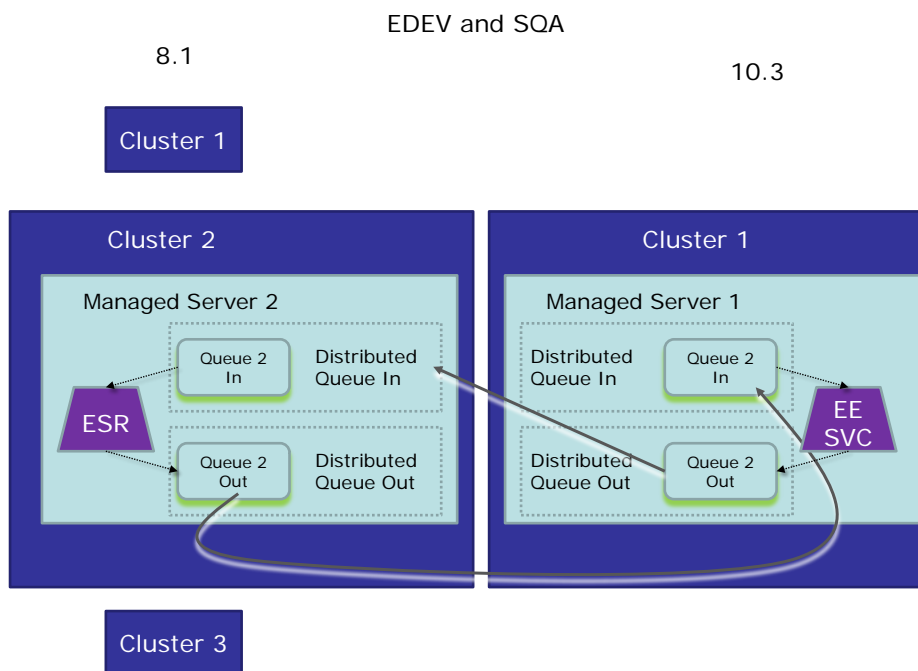 EDEV and SQA
8.1
10.3
Cluster 1
Cluster 2
Managed Server 2
Queue 2
In
Distributed
Queue In
ESR
Queue 2
Out
Distributed
Queue Out
Cluster 1
Managed Server 1
Distributed
Queue In
Queue 2
In
EE
SVC
Distributed
Queue Out
Queue 2
Out
Cluster 3